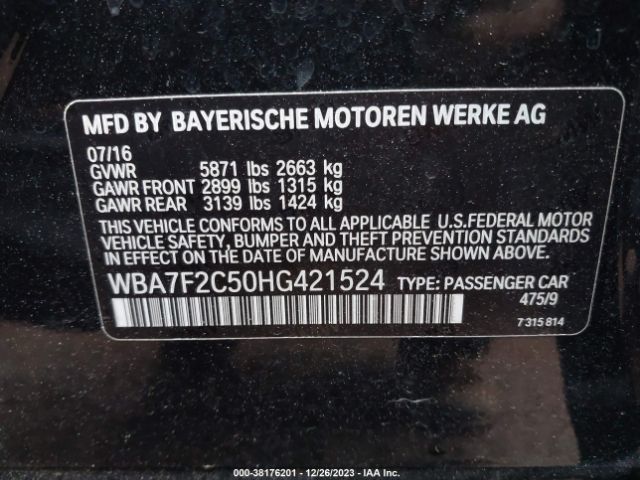 MFD BY BAYERISCHE MOTOREN WERKE AG
07/16
GVWR 5871 lbs 2663 kg
GAWR FRONT 2899 lbs 1315 kg
GAWR REAR 3139 lbs 1424 kg
THIS VEHICLE CONFORMS TO ALL APPLICABLE U.S.FEDERAL MOTOR
VEHICLE SAFETY, BUMPER AND THEFT PREVENTION STANDARDS IN
EFFECT ON THE DATE OF MANUFACTURE SHOWN ABOVE.
WBA7F2C50HG421524 TYPE: PASSENGER CAR
475/9
7 315 814
000-38176201 - 12/26/2023 - IAA Inc.